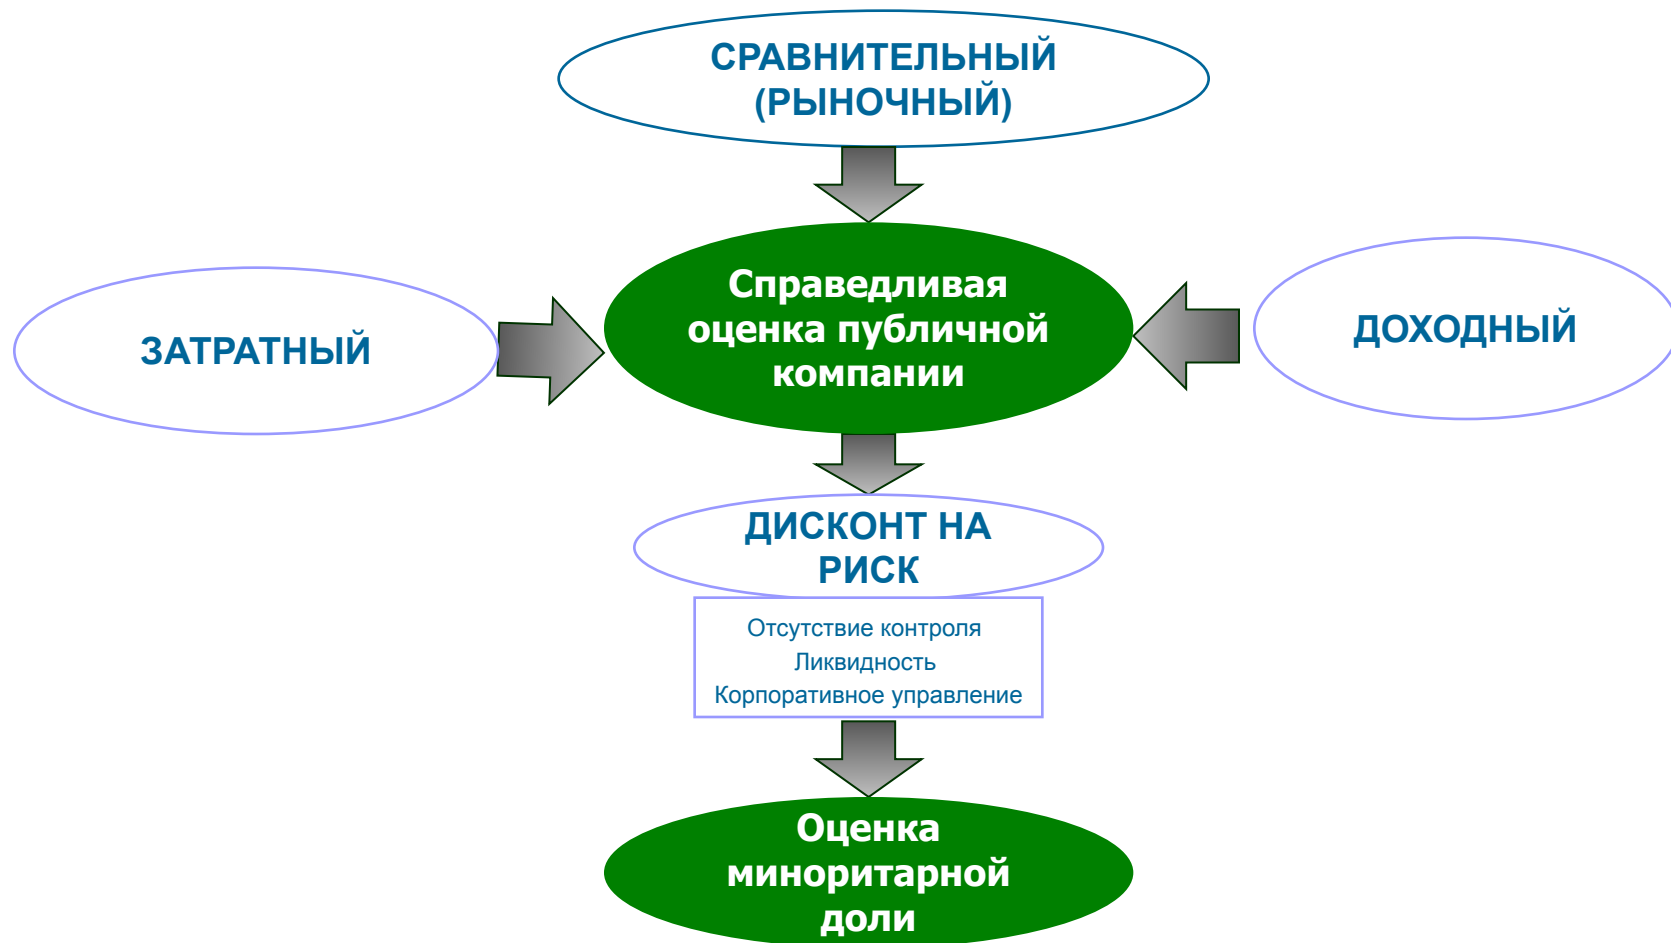 СРАВНИТЕЛЬНЫЙ
(РЫНОЧНЫЙ)
ЗАТРАТНЫЙ
Справедливая
оценка публичной
компании
ДОХОДНЫЙ
ДИСКОНТ НА
РИСК
Отсутствие контроля
Ликвидность
Корпоративное управление
Оценка
миноритарной
доли